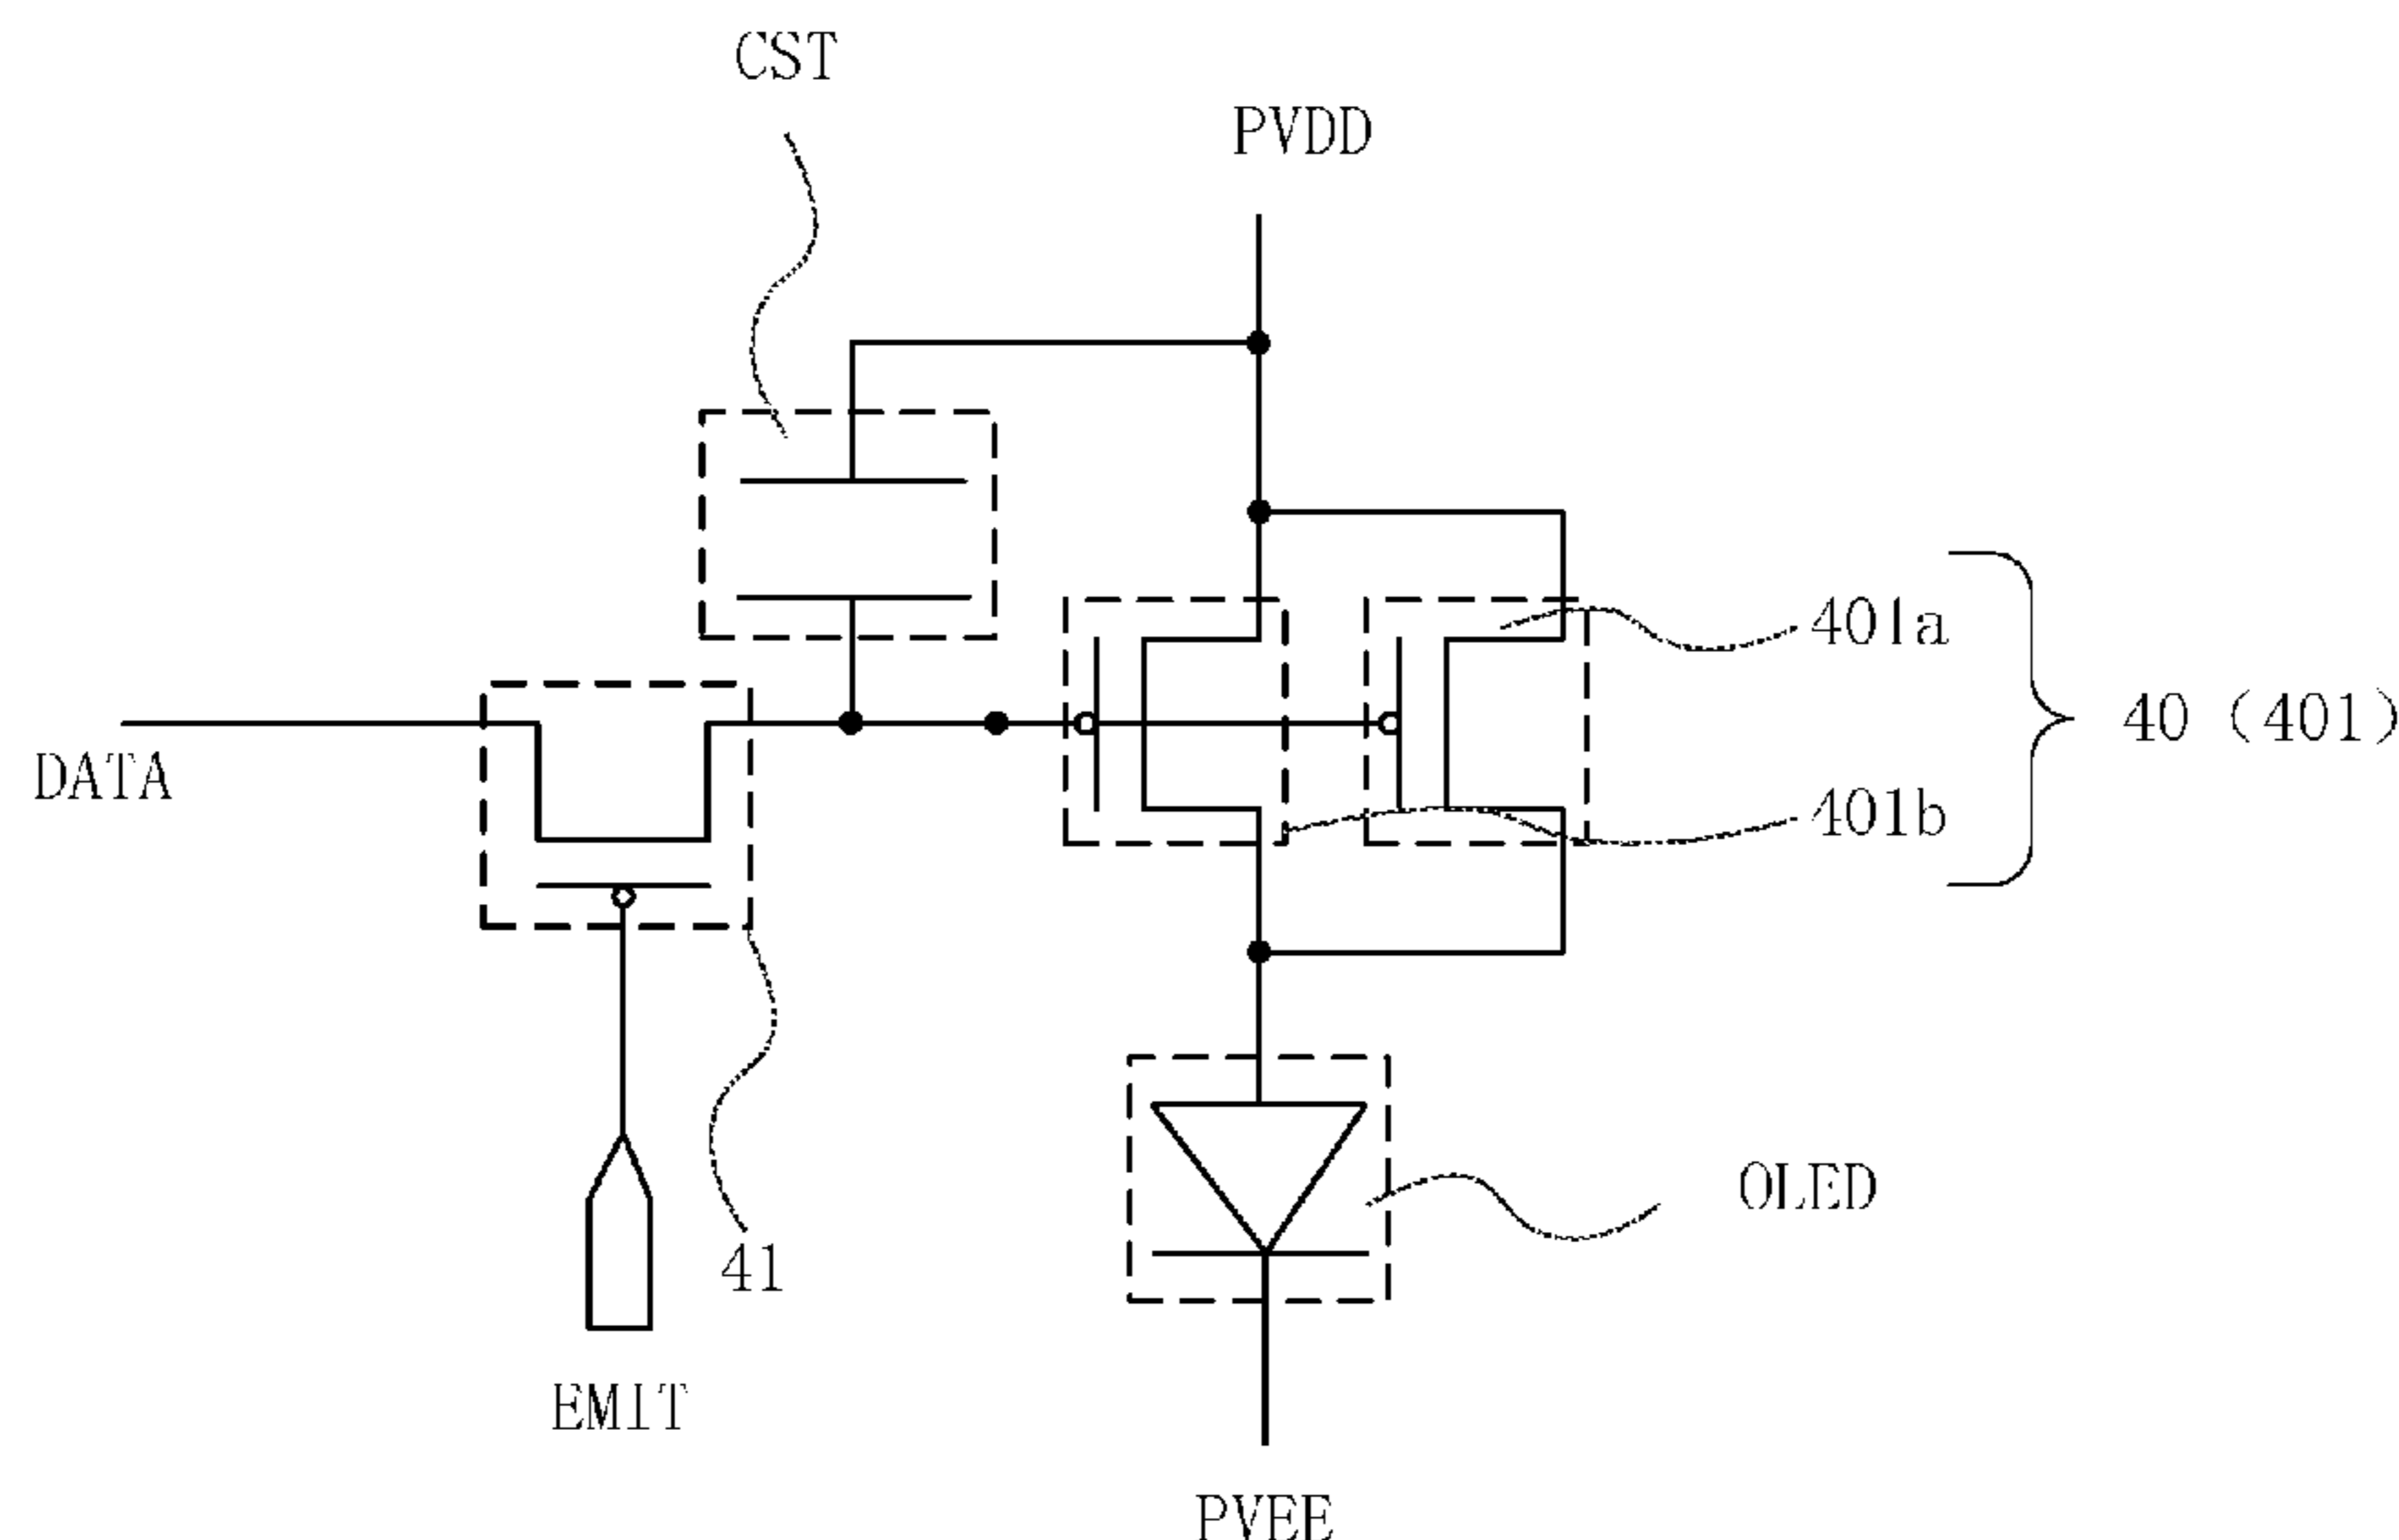 CST
PVDD
401a
40 (401)
DATA
401b
OLED
41
EMIT
PVEE